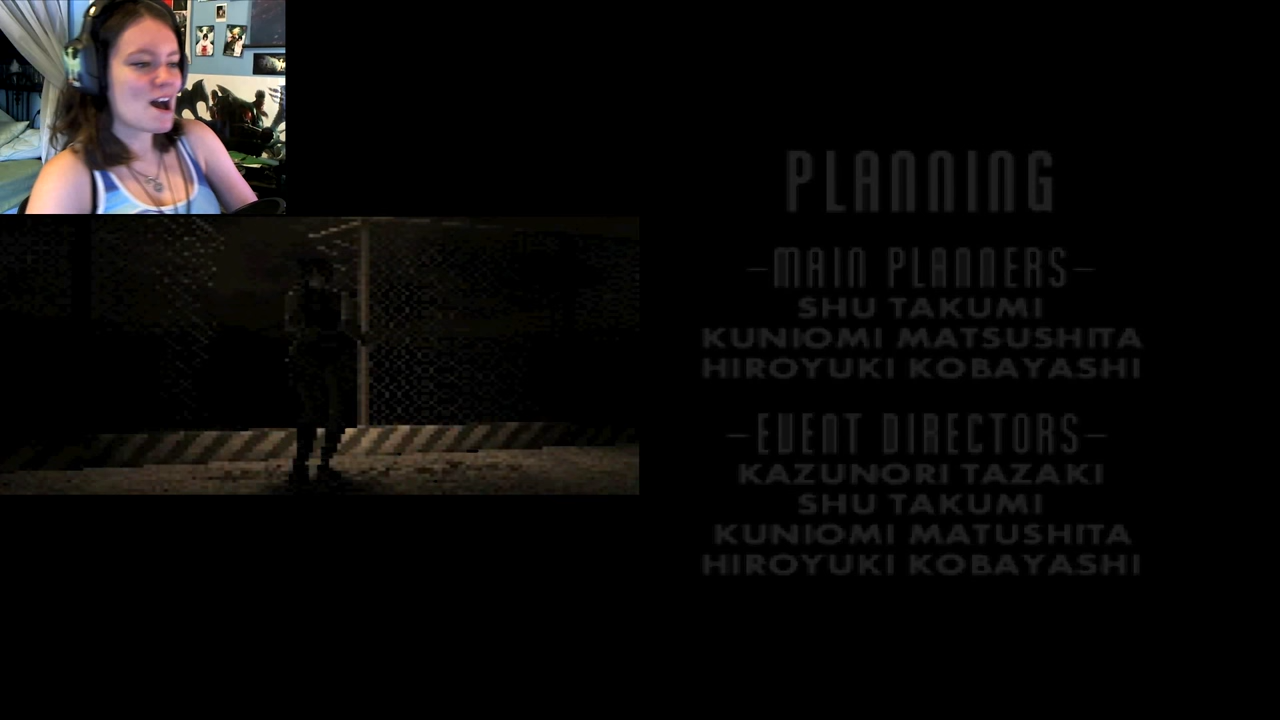 PLANNING
-MAIN PLANNERS-
SHU TAKUMI
KUNIOMI MATSUSHITA
HIROYUKI KOBAYASHI
-EVENT DIRECTORS-
KAZUNORI TAZAKI
SHU TAKUMI
KUNIOMI MATUSHITA
HIROYUKI KOBAYASHI